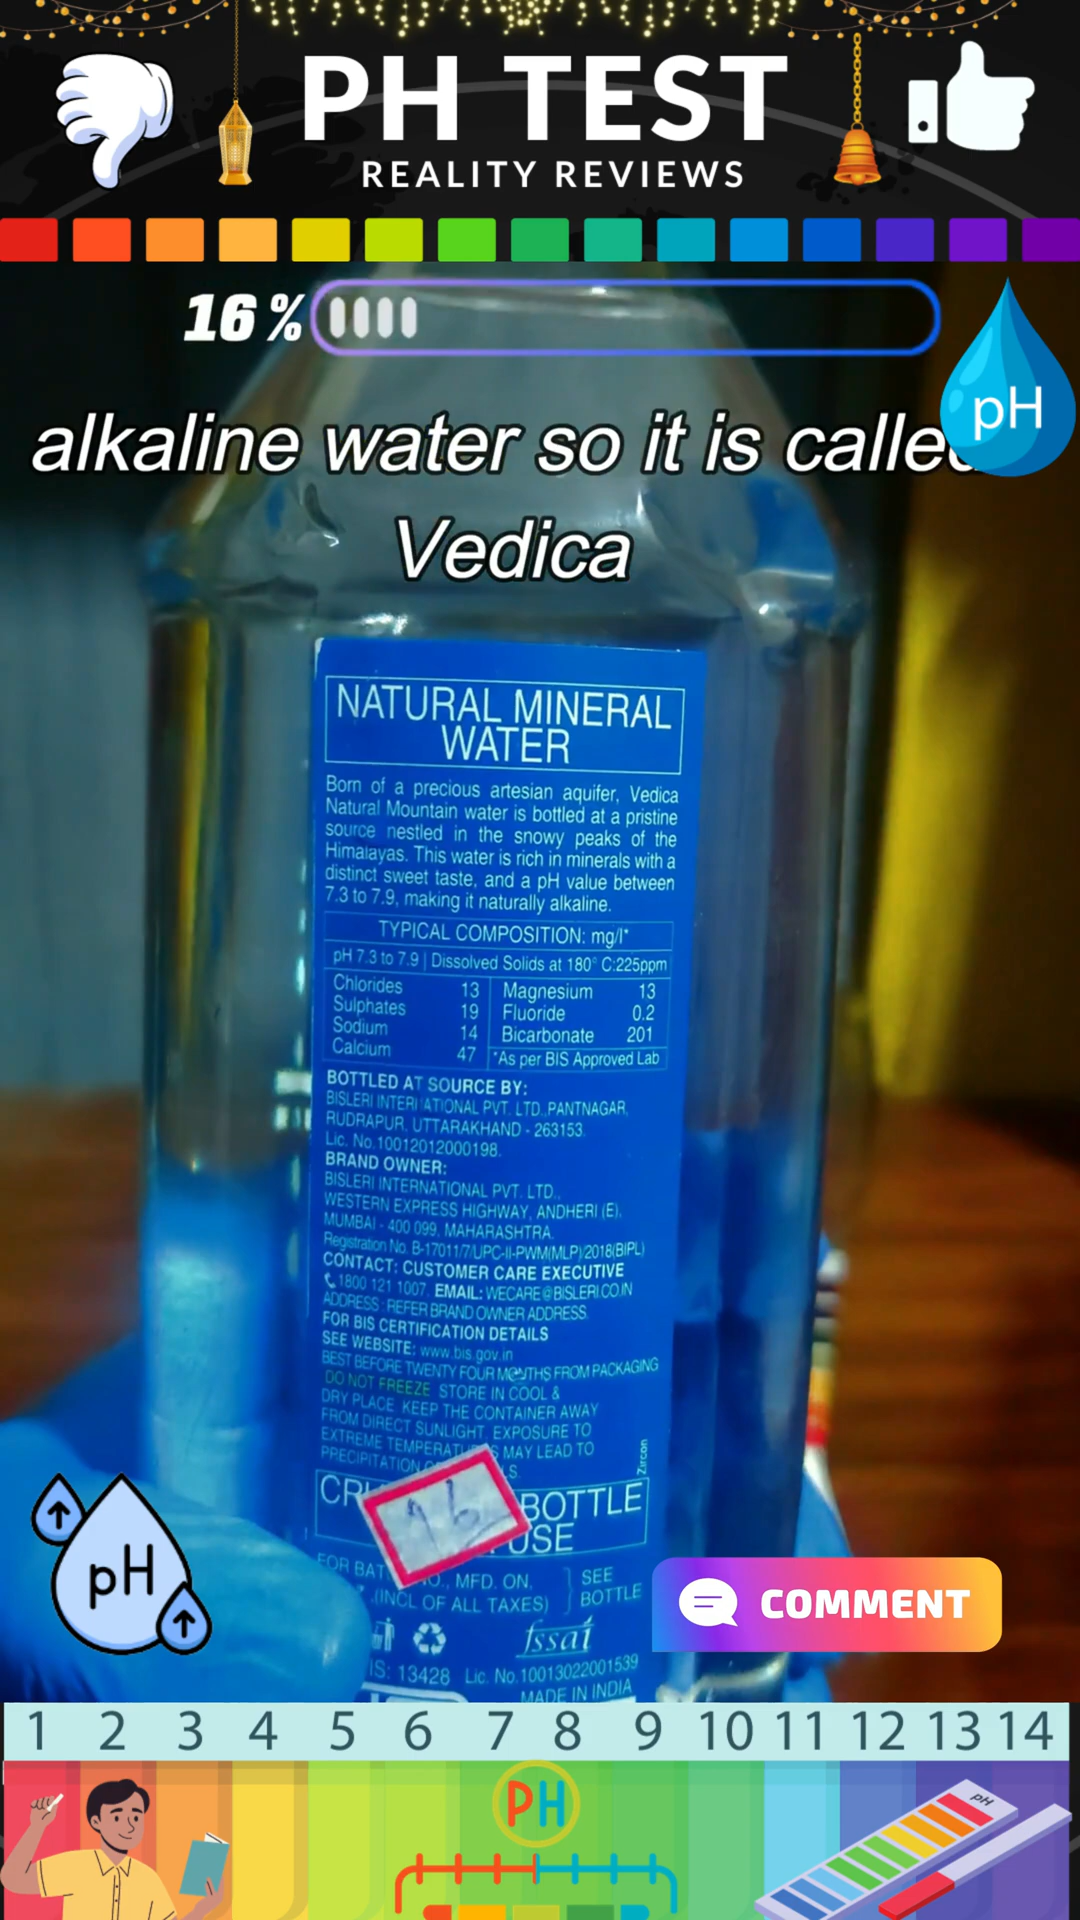 PH TEST
REALITY REVIEWS
16%
pH
alkaline water so it is called
Vedica
NATURAL MINERAL
WATER
Born of a precious artesian aquifer, Vedica
Natural Mountain water is bottled at a pristine
source nestled in the snowy peaks of the
Himalayas. This water is rich in minerals with a
distinct sweet taste, and a pH value between
7.3 to 7.9, making it naturally alkaline.
TYPICAL COMPOSITION: mg/l*
pH 7.3 to 7.9 | Dissolved Solids at 180° C:225ppm
Chlorides 13 Magnesium 13
Sulphates 19 Fluoride 0.2
Sodium 14 Bicarbonate 201
Calcium 47 *As per BIS Approved Lab
BOTTLED AT SOURCE BY:
BISLERI INTERNATIONAL PVT. LTD.,PANTNAGAR,
RUDRAPUR, UTTARAKHAND - 263153.
Lic. No.10012012000198.
BRAND OWNER:
BISLERI INTERNATIONAL PVT. LTD.,
WESTERN EXPRESS HIGHWAY, ANDHERI (E),
MUMBAI - 400 099, MAHARASHTRA.
Registration No. B-17011/7/UPC-II-PWM(MLP)/2018(BIPL)
CONTACT: CUSTOMER CARE EXECUTIVE
1800 121 1007, EMAIL: WECARE@BISLERI.CO.IN
ADDRESS : REFER BRAND OWNER ADDRESS.
FOR BIS CERTIFICATION DETAILS
SEE WEBSITE: www.bis.gov.in
BEST BEFORE TWENTY FOUR MONTHS FROM PACKAGING
DO NOT FREEZE STORE IN COOL &
DRY PLACE. KEEP THE CONTAINER AWAY
FROM DIRECT SUNLIGHT. EXPOSURE TO
EXTREME TEMPERATURES MAY LEAD TO
PRECIPITATION
Zircon
BOTTLE
USE
96
FOR BAT O., MFD. ON, SEE
(INCL OF ALL TAXES) BOTTLE
fssai
IS: 13428 Lic. No.10013022001539
MADE IN INDIA
pH
COMMENT
1 2 3 4 5 6 7 8 9 10 11 12 13 14
PH
pH